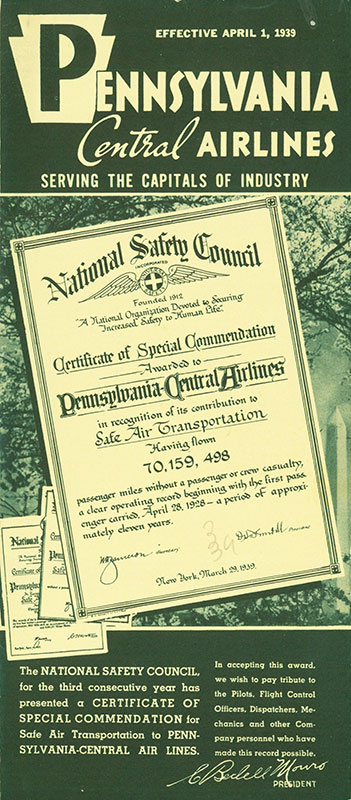 EFFECTIVE APRIL 1, 1939
PENNSYLVANIA
Central AIRLINES
SERVING THE CAPITALS OF INDUSTRY
National Safety Council
INCORPORATED
Founded 1912
"A National Organization Devoted to Securing
Increased Safety to Human Life."
Certificate of Special Commendation
Awarded to
Pennsylvania-Central Airlines
in recognition of its contribution to
Safe Air Transportation
Having flown
70,159,498
passenger miles without a passenger or crew casualty,
a clear operating record beginning with the first pass
enger carried, April 28, 1928 - a period of approxi-
mately eleven years.
New York, March 29, 1939.
The NATIONAL SAFETY COUNCIL,
for the third consecutive year has
presented a CERTIFICATE OF
SPECIAL COMMENDATION for
Safe Air Transportation to PENN-
SYLVANIA-CENTRAL AIR LINES.
In accepting this award,
we wish to pay tribute to
the Pilots, Flight Control
Officers, Dispatchers, Me-
chanics and other Com-
pany personnel who have
made this record possible.
C Bedell Monro
PRESIDENT